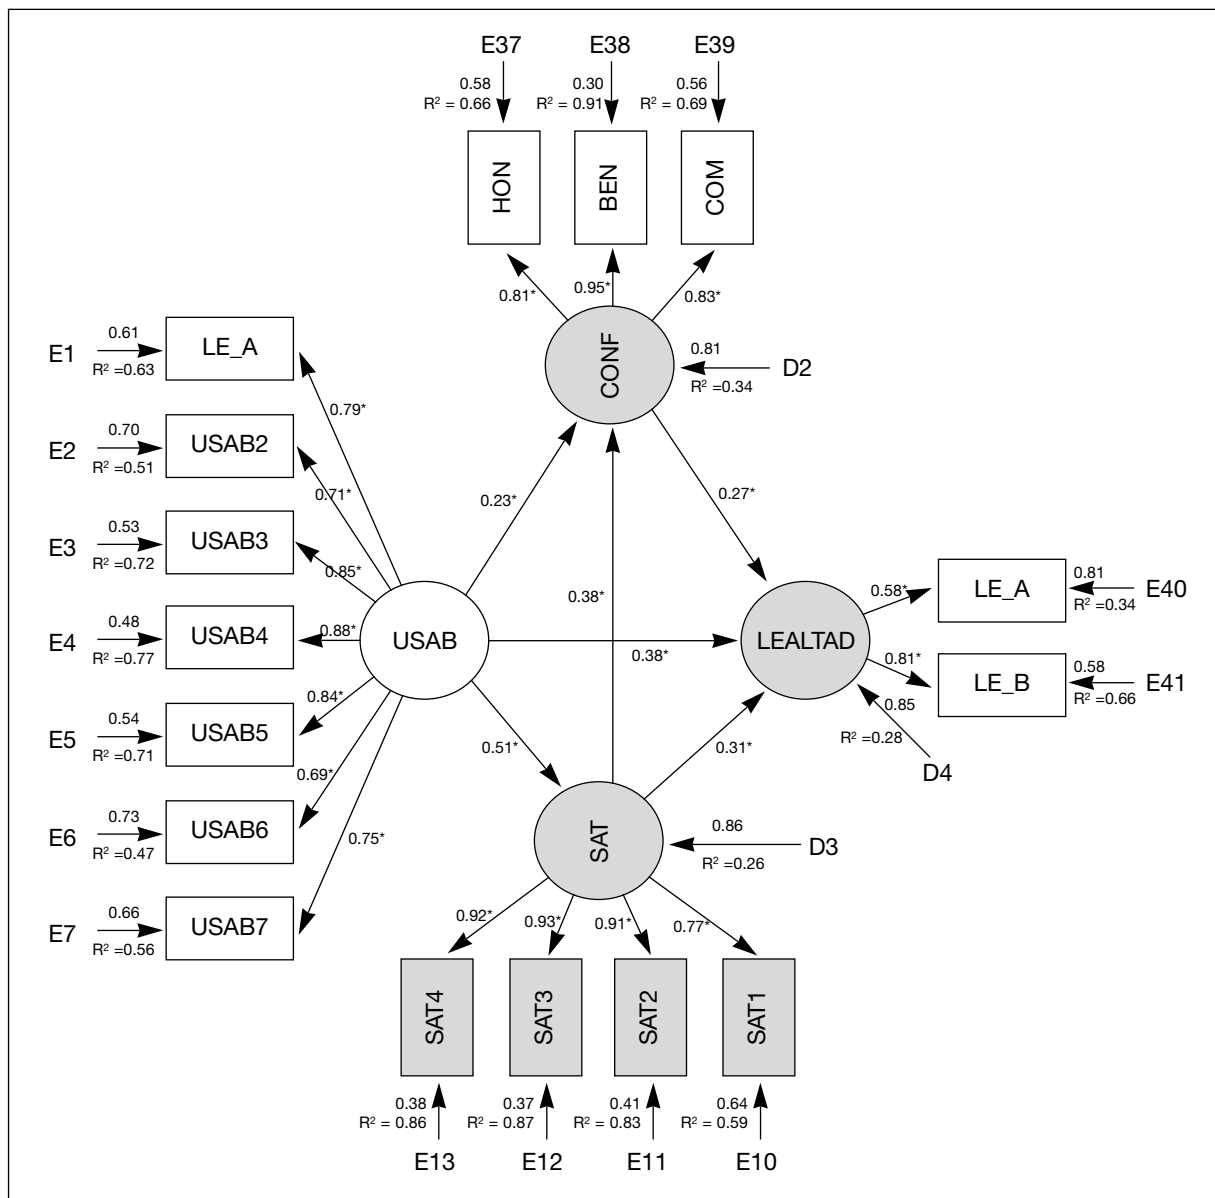 E37
E38
E39
0.58
R² = 0.66
0.30
R² = 0.91
0.56
R² = 0.69
HON
BEN
COM
0.81*
0.95*
0.83*
CONF
0.81
R² =0.34
D2
E1
0.61
R² =0.63
LE_A
0.79*
E2
0.70
R² =0.51
USAB2
0.71*
E3
0.53
R² =0.72
USAB3
0.85*
E4
0.48
R² =0.77
USAB4
0.88*
E5
0.54
R² =0.71
USAB5
0.84*
E6
0.73
R² =0.47
USAB6
0.69*
E7
0.66
R² =0.56
USAB7
0.75*
USAB
0.23*
0.27*
0.38*
0.38*
0.51*
0.31*
LEALTAD
0.58*
LE_A
0.81
R² =0.34
E40
0.81*
LE_B
0.58
R² =0.66
E41
0.85
R² =0.28
D4
SAT
0.86
R² =0.26
D3
0.92*
0.93*
0.91*
0.77*
SAT4
SAT3
SAT2
SAT1
0.38
R² = 0.86
0.37
R² = 0.87
0.41
R² = 0.83
0.64
R² = 0.59
E13
E12
E11
E10